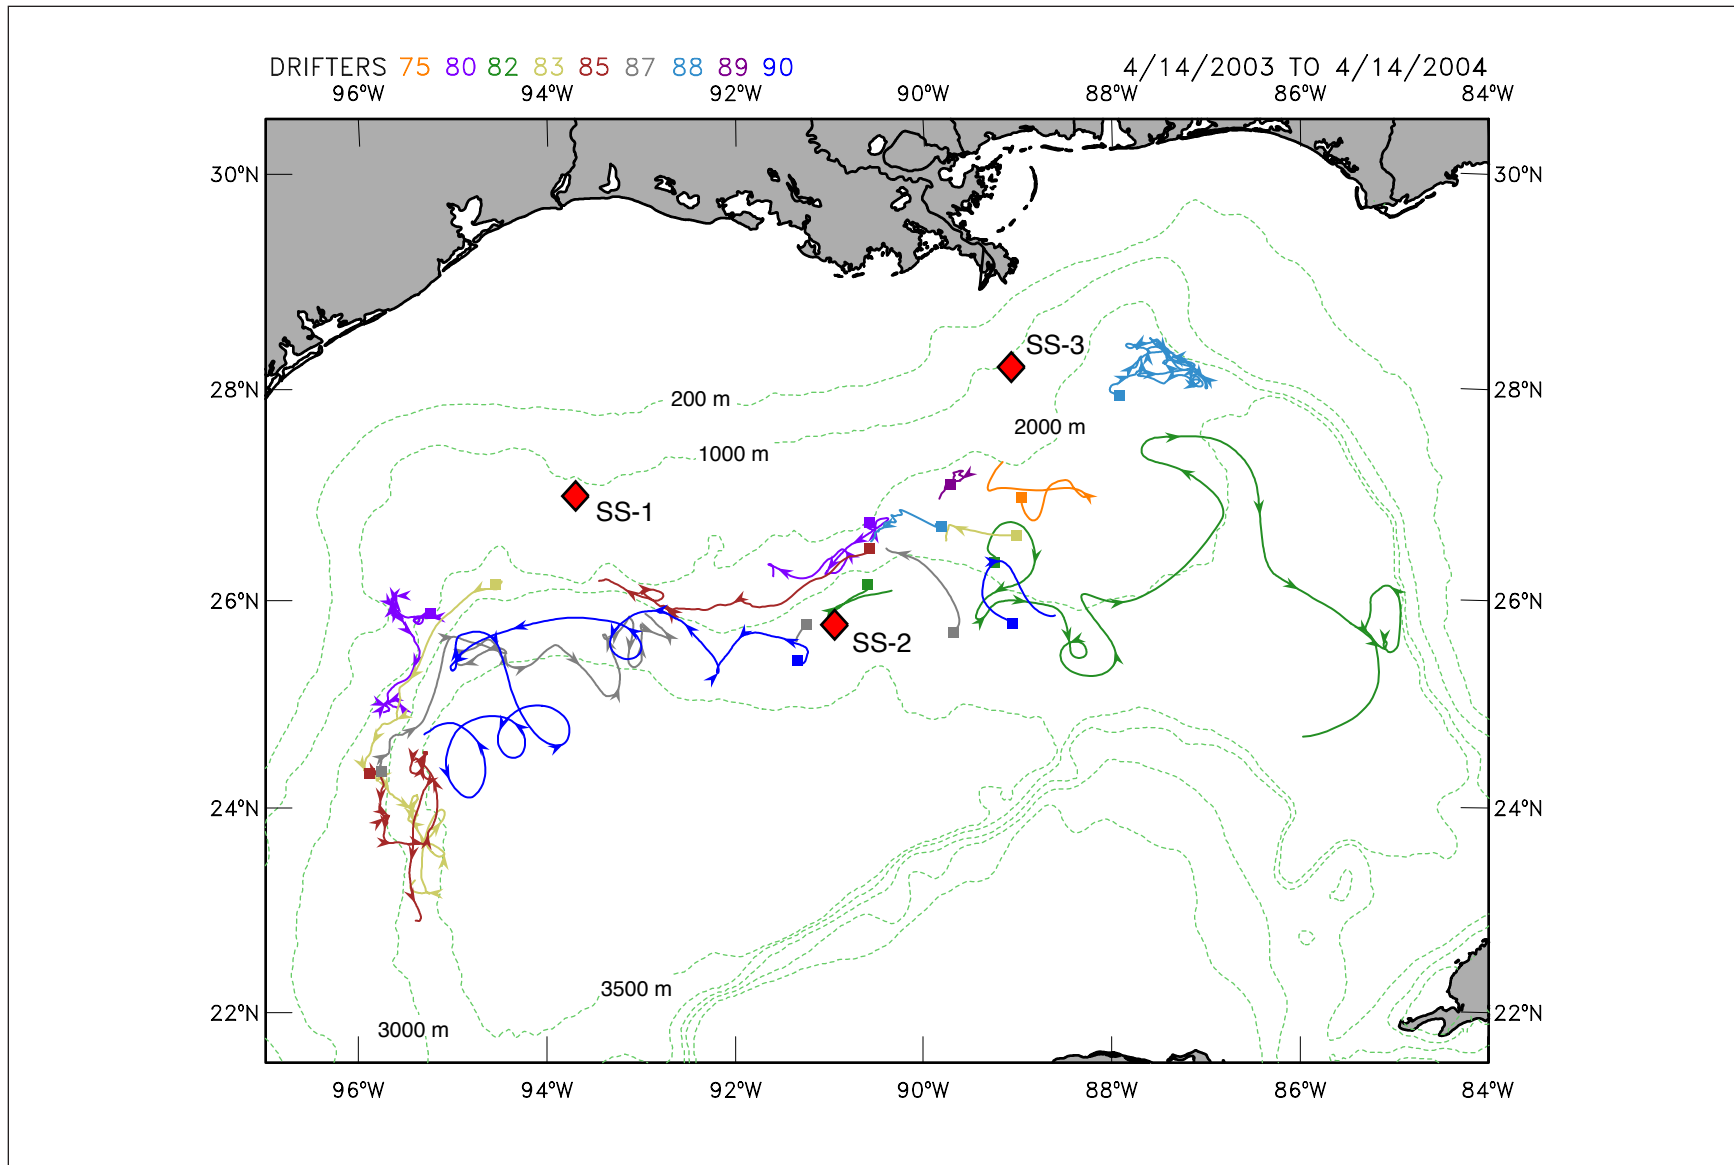 DRIFTERS 75 80 82 83 85 87 88 89 90 4/14/2003 TO 4/14/2004
96°W 94°W 92°W 90°W 88°W 86°W 84°W
30°N 30°N
SS-3
28°N 28°N
200 m
2000 m
1000 m
SS-1
26°N 26°N
SS-2
24°N 24°N
3500 m
22°N 22°N
3000 m
96°W 94°W 92°W 90°W 88°W 86°W 84°W